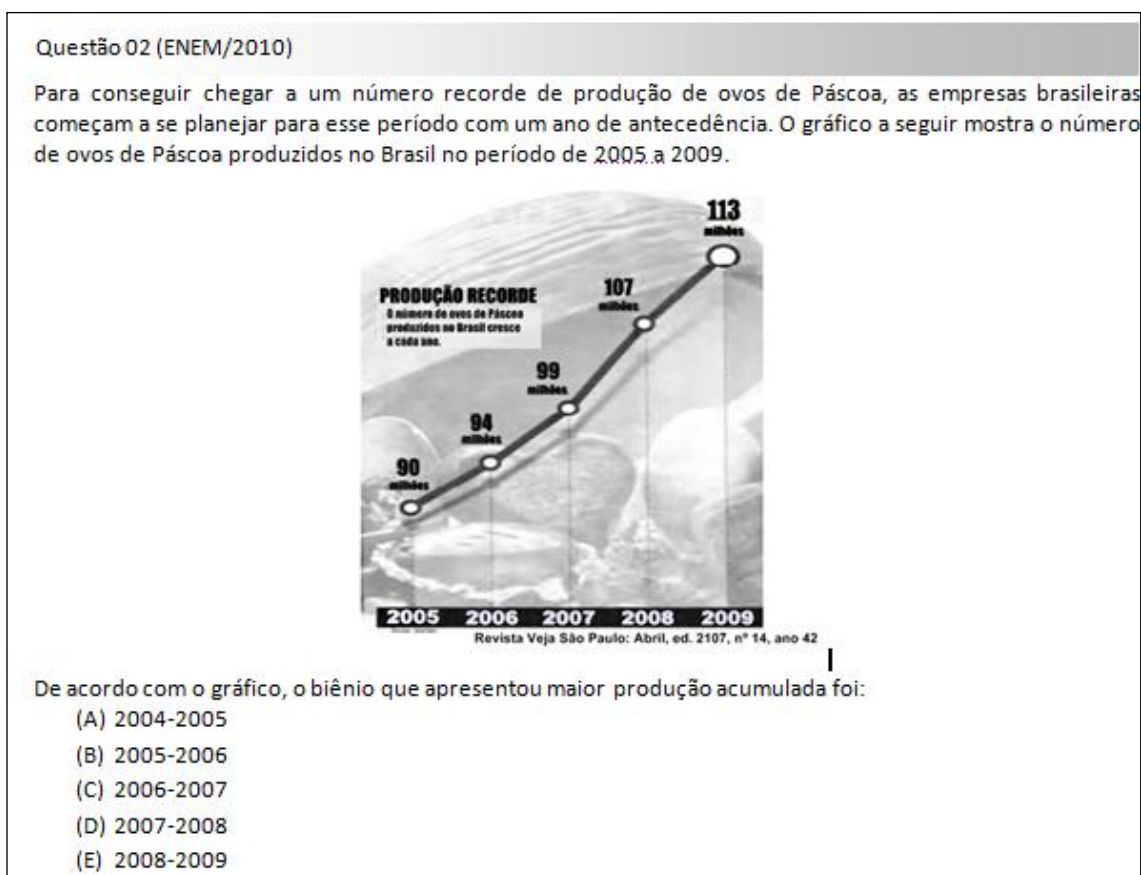 Questão 02 (ENEM/2010)
Para conseguir chegar a um número recorde de produção de ovos de Páscoa, as empresas brasileiras
começam a se planejar para esse período com um ano de antecedência. O gráfico a seguir mostra o número
de ovos de Páscoa produzidos no Brasil no período de 2005 a 2009.
113
milhões
PRODUÇÃO RECORDE
O número de ovos de Páscoa
produzidos no Brasil cresce
a cada ano.
107
milhões
99
milhões
94
milhões
90
milhões
2005 2006 2007 2008 2009
Revista Veja São Paulo: Abril, ed. 2107, nº 14, ano 42
De acordo com o gráfico, o biênio que apresentou maior produção acumulada foi:
(A) 2004-2005
(B) 2005-2006
(C) 2006-2007
(D) 2007-2008
(E) 2008-2009